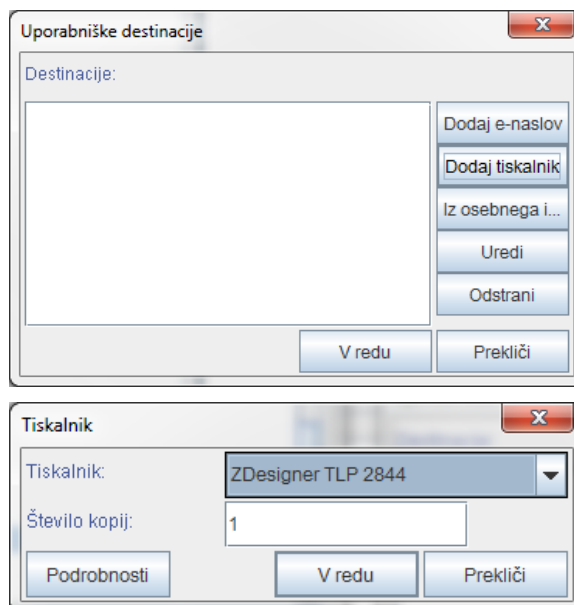 Uporabniške destinacije
Destinacije:
Dodaj e-naslov
Dodaj tiskalnik
Iz osebnega i...
Uredi
Odstrani
V redu
Prekliči
Tiskalnik
Tiskalnik:
ZDesigner TLP 2844
Število kopij:
1
Podrobnosti
V redu
Prekliči